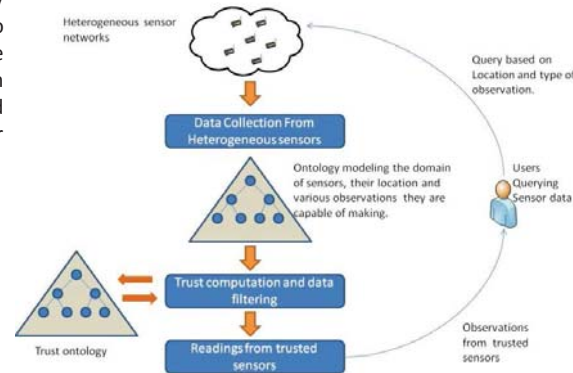 Heterogeneous sensor
networks
Query based on
Location and type of
observation.
Data Collection From
Heterogeneous sensors
Ontology modeling the domain
of sensors, their location and
various observations they are
capable of making.
Users
Querying
Sensor data
Trust computation and data
filtering
Trust ontology
Readings from trusted
sensors
Observations
from trusted
sensors